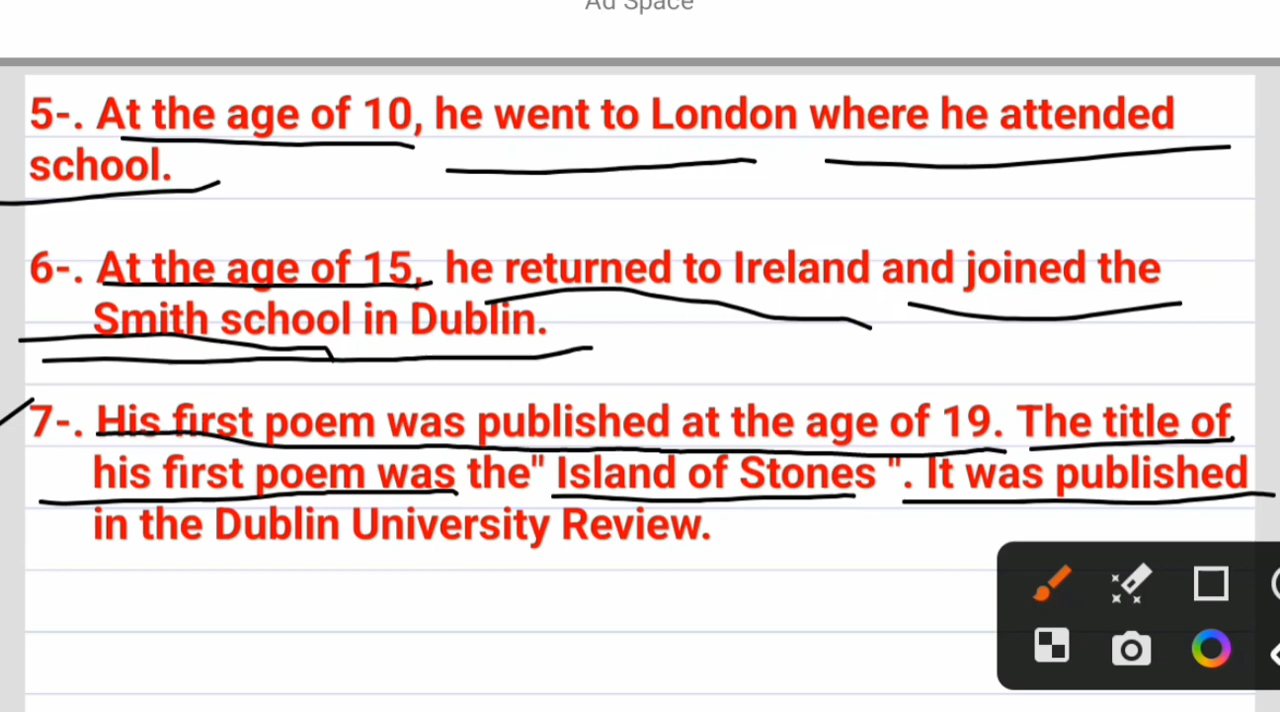 Ad Space
5-. At the age of 10, he went to London where he attended
school.
6-. At the age of 15,. he returned to Ireland and joined the
Smith school in Dublin.
7-. His first poem was published at the age of 19. The title of
his first poem was the" Island of Stones ". It was published
in the Dublin University Review.